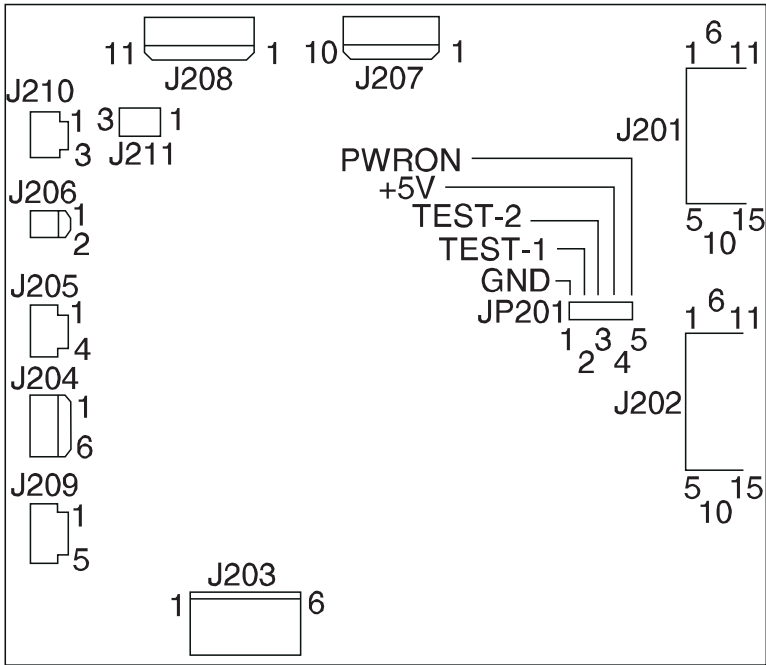 11 1
J208
10 1
J207
1 6 11
J201
5 10 15
J210
1
3
3 1
J211
J206
1
2
PWRON
+5V
TEST-2
TEST-1
GND
JP201
1 2 3 4 5
J205
1
4
1 6 11
J202
5 10 15
J204
1
6
J209
1
5
J203
1 6